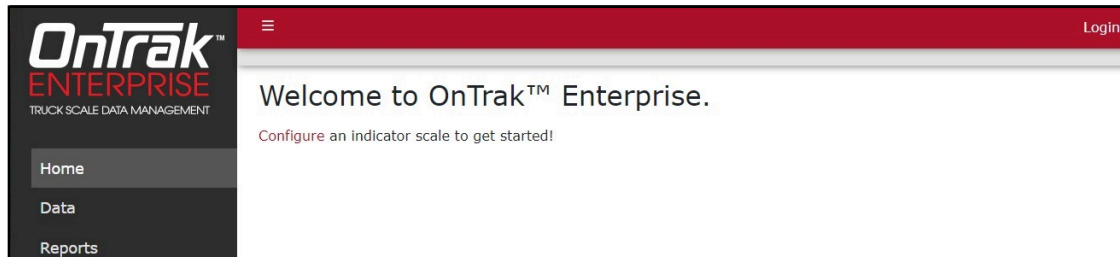 OnTrak™
ENTERPRISE
TRUCK SCALE DATA MANAGEMENT
Home
Data
Reports
Login
Welcome to OnTrak™ Enterprise.
Configure an indicator scale to get started!